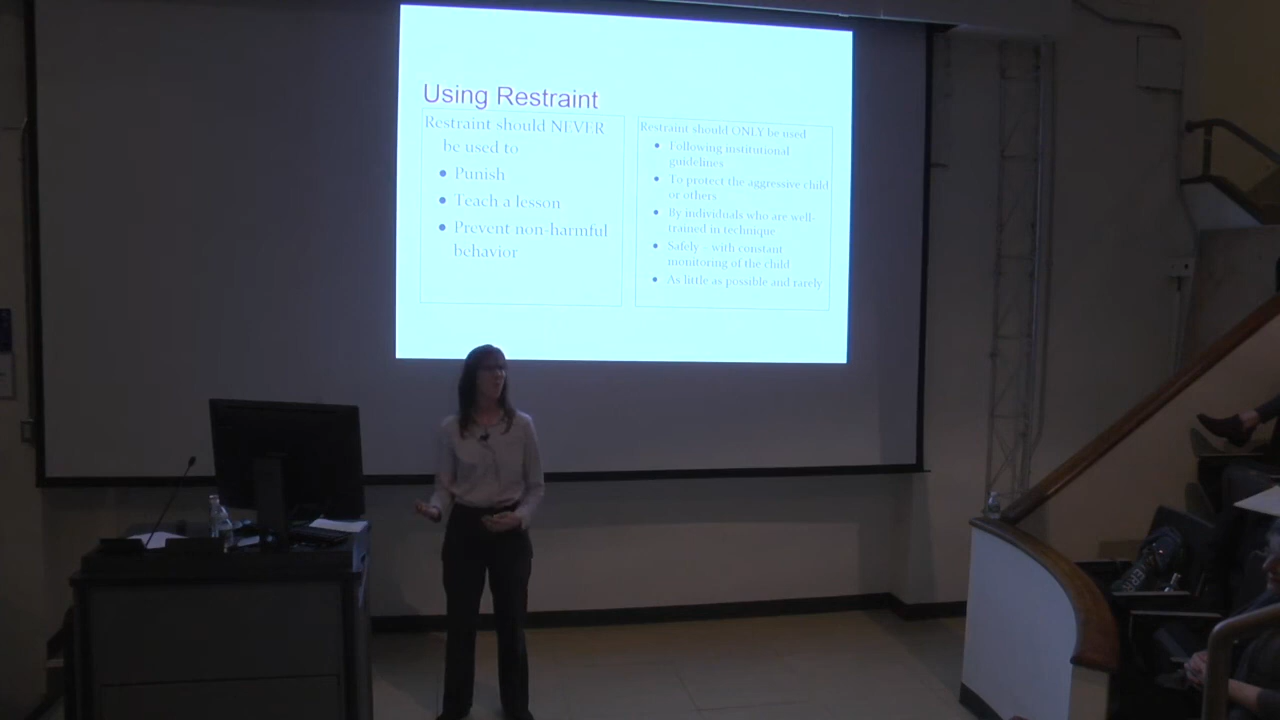 Using Restraint
Restraint should NEVER
be used to
• Punish
• Teach a lesson
• Prevent non-harmful
behavior
Restraint should ONLY be used
• Following institutional
guidelines
• To protect the aggressive child
or others
• By individuals who are well-
trained in technique
• Safely – with constant
monitoring of the child
• As little as possible and rarely